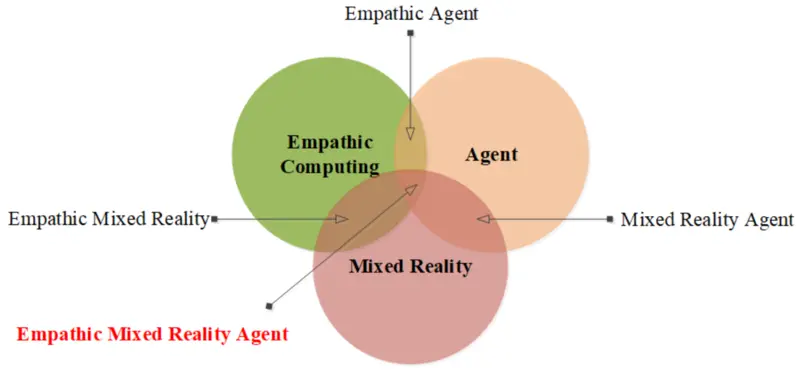 Empathic Agent
Empathic
Computing
Agent
Empathic Mixed Reality
Mixed Reality Agent
Mixed Reality
Empathic Mixed Reality Agent